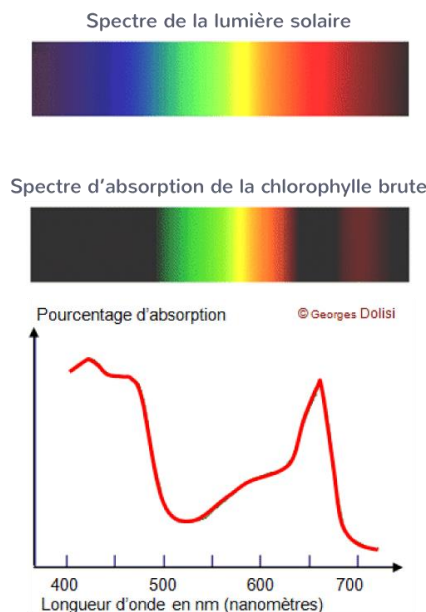 Spectre de la lumière solaire
Spectre d'absorption de la chlorophylle brute
Pourcentage d'absorption
© Georges Dolisi
400 500 600 700
Longueur d'onde en nm (nanomètres)